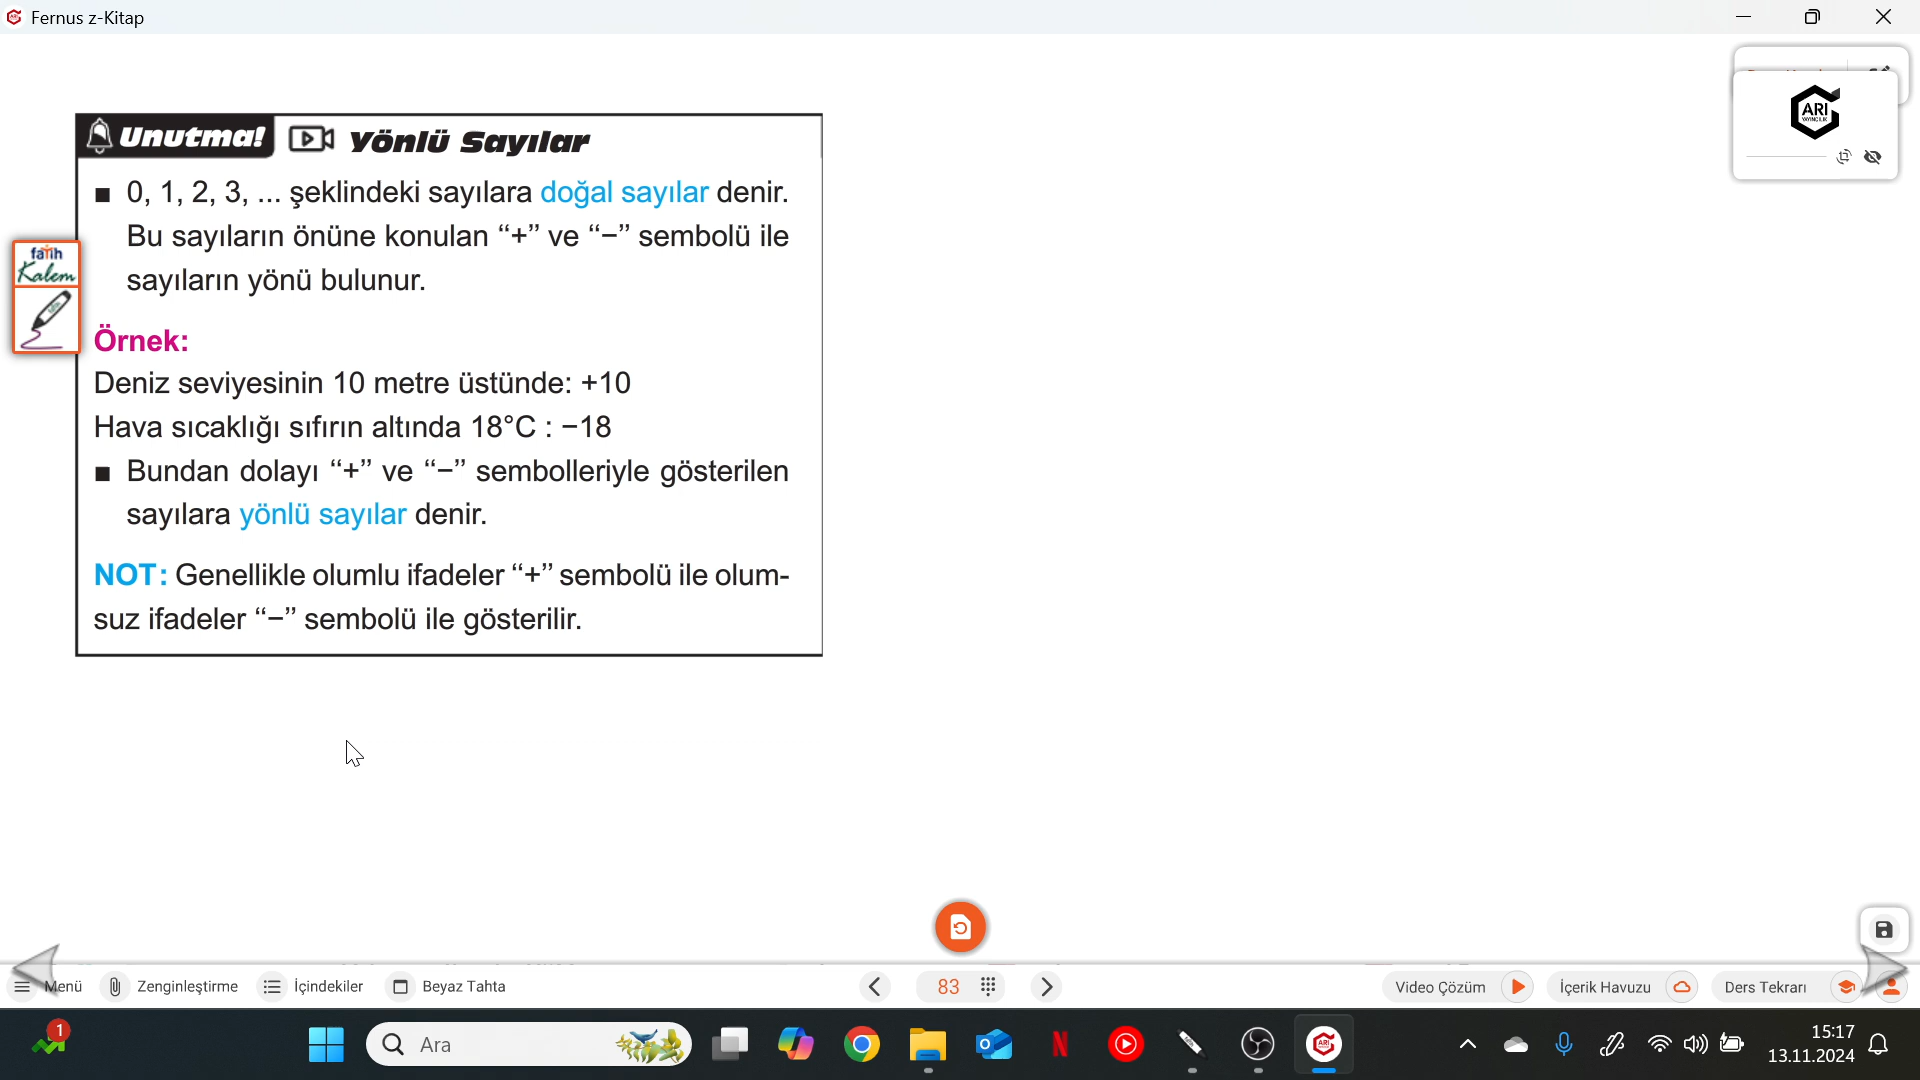 Fernus z-Kitap
ARI
YAYINCILIK
Unutma! Yönlü Sayılar
■ 0, 1, 2, 3, ... şeklindeki sayılara doğal sayılar denir.
Bu sayıların önüne konulan “+” ve “−” sembolü ile
sayıların yönü bulunur.
fatih
Kalem
Örnek:
Deniz seviyesinin 10 metre üstünde: +10
Hava sıcaklığı sıfırın altında 18°C : −18
■ Bundan dolayı “+” ve “−” sembolleriyle gösterilen
sayılara yönlü sayılar denir.
NOT: Genellikle olumlu ifadeler “+” sembolü ile olum-
suz ifadeler “−” sembolü ile gösterilir.
Menü Zenginleştirme İçindekiler Beyaz Tahta 83 Video Çözüm İçerik Havuzu Ders Tekrarı
1 Ara 15:17
13.11.2024